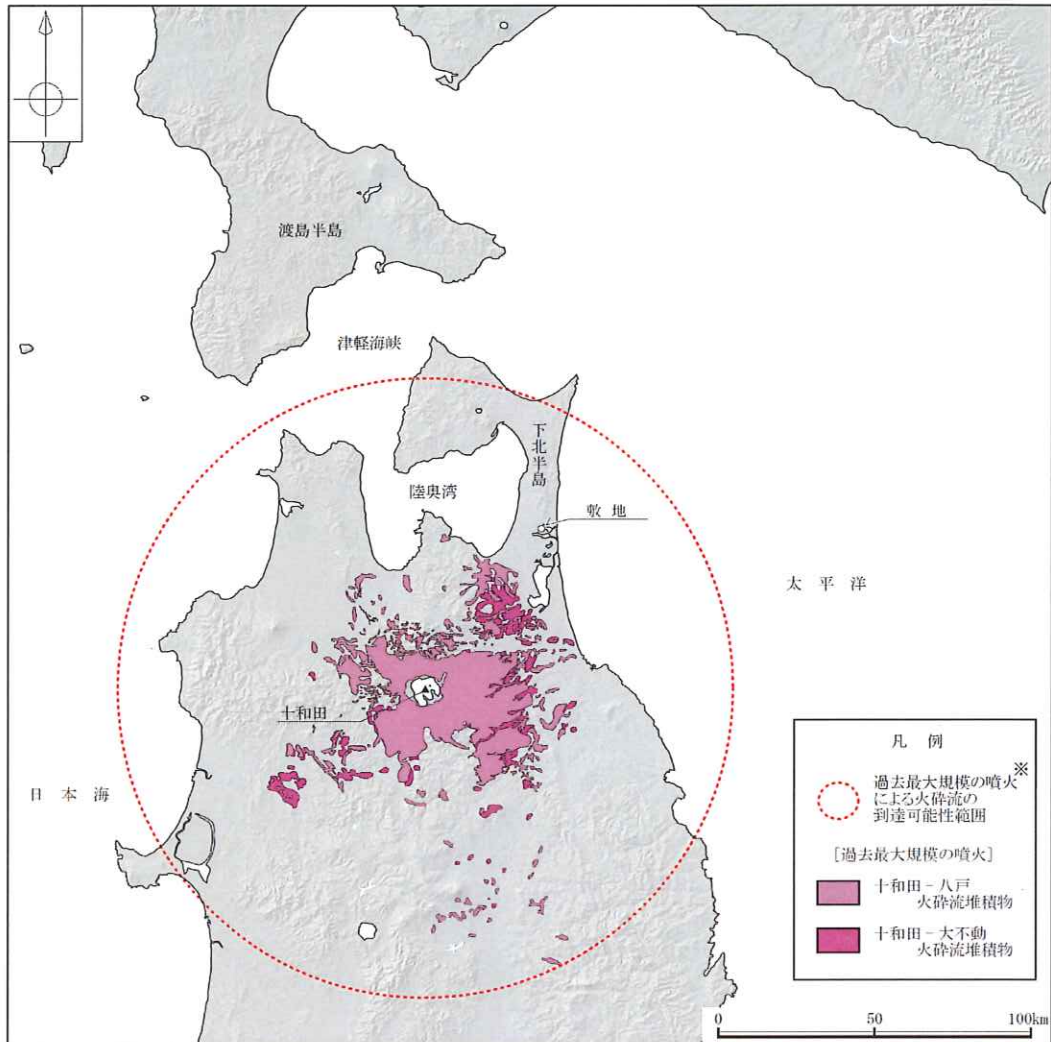 渡島半島
津軽海峡
下北半島
陸奥湾
敷地
太平洋
十和田
日本海
凡例
過去最大規模の噴火※
による火砕流の
到達可能性範囲
[過去最大規模の噴火]
十和田-八戸
火砕流堆積物
十和田-大不動
火砕流堆積物
0 50 100km